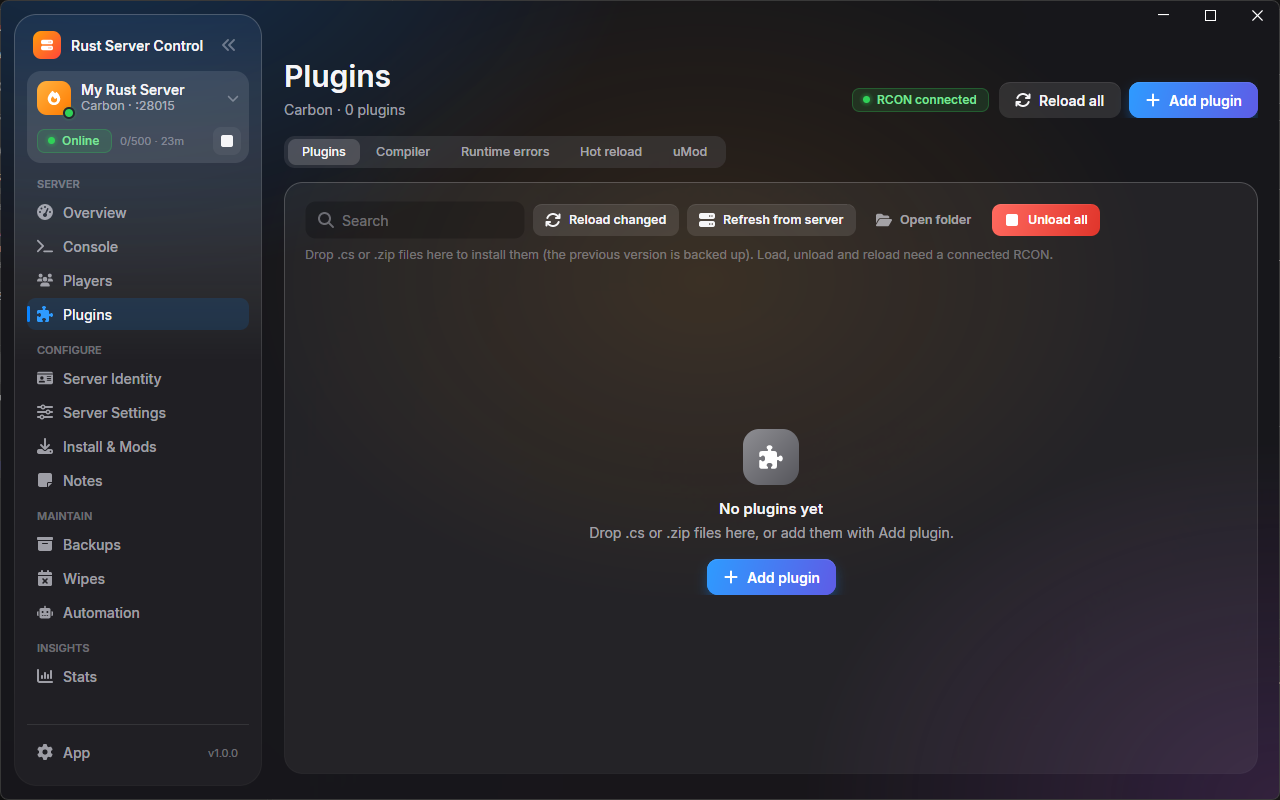 Rust Server Control
My Rust Server
Carbon · :28015
Online
0/500 · 23m
SERVER
Overview
Console
Players
Plugins
CONFIGURE
Server Identity
Server Settings
Install & Mods
Notes
MAINTAIN
Backups
Wipes
Automation
INSIGHTS
Stats
App
v1.0.0
Plugins
Carbon · 0 plugins
RCON connected
Reload all
Add plugin
Plugins
Compiler
Runtime errors
Hot reload
uMod
Search
Reload changed
Refresh from server
Open folder
Unload all
Drop .cs or .zip files here to install them (the previous version is backed up). Load, unload and reload need a connected RCON.
No plugins yet
Drop .cs or .zip files here, or add them with Add plugin.
Add plugin